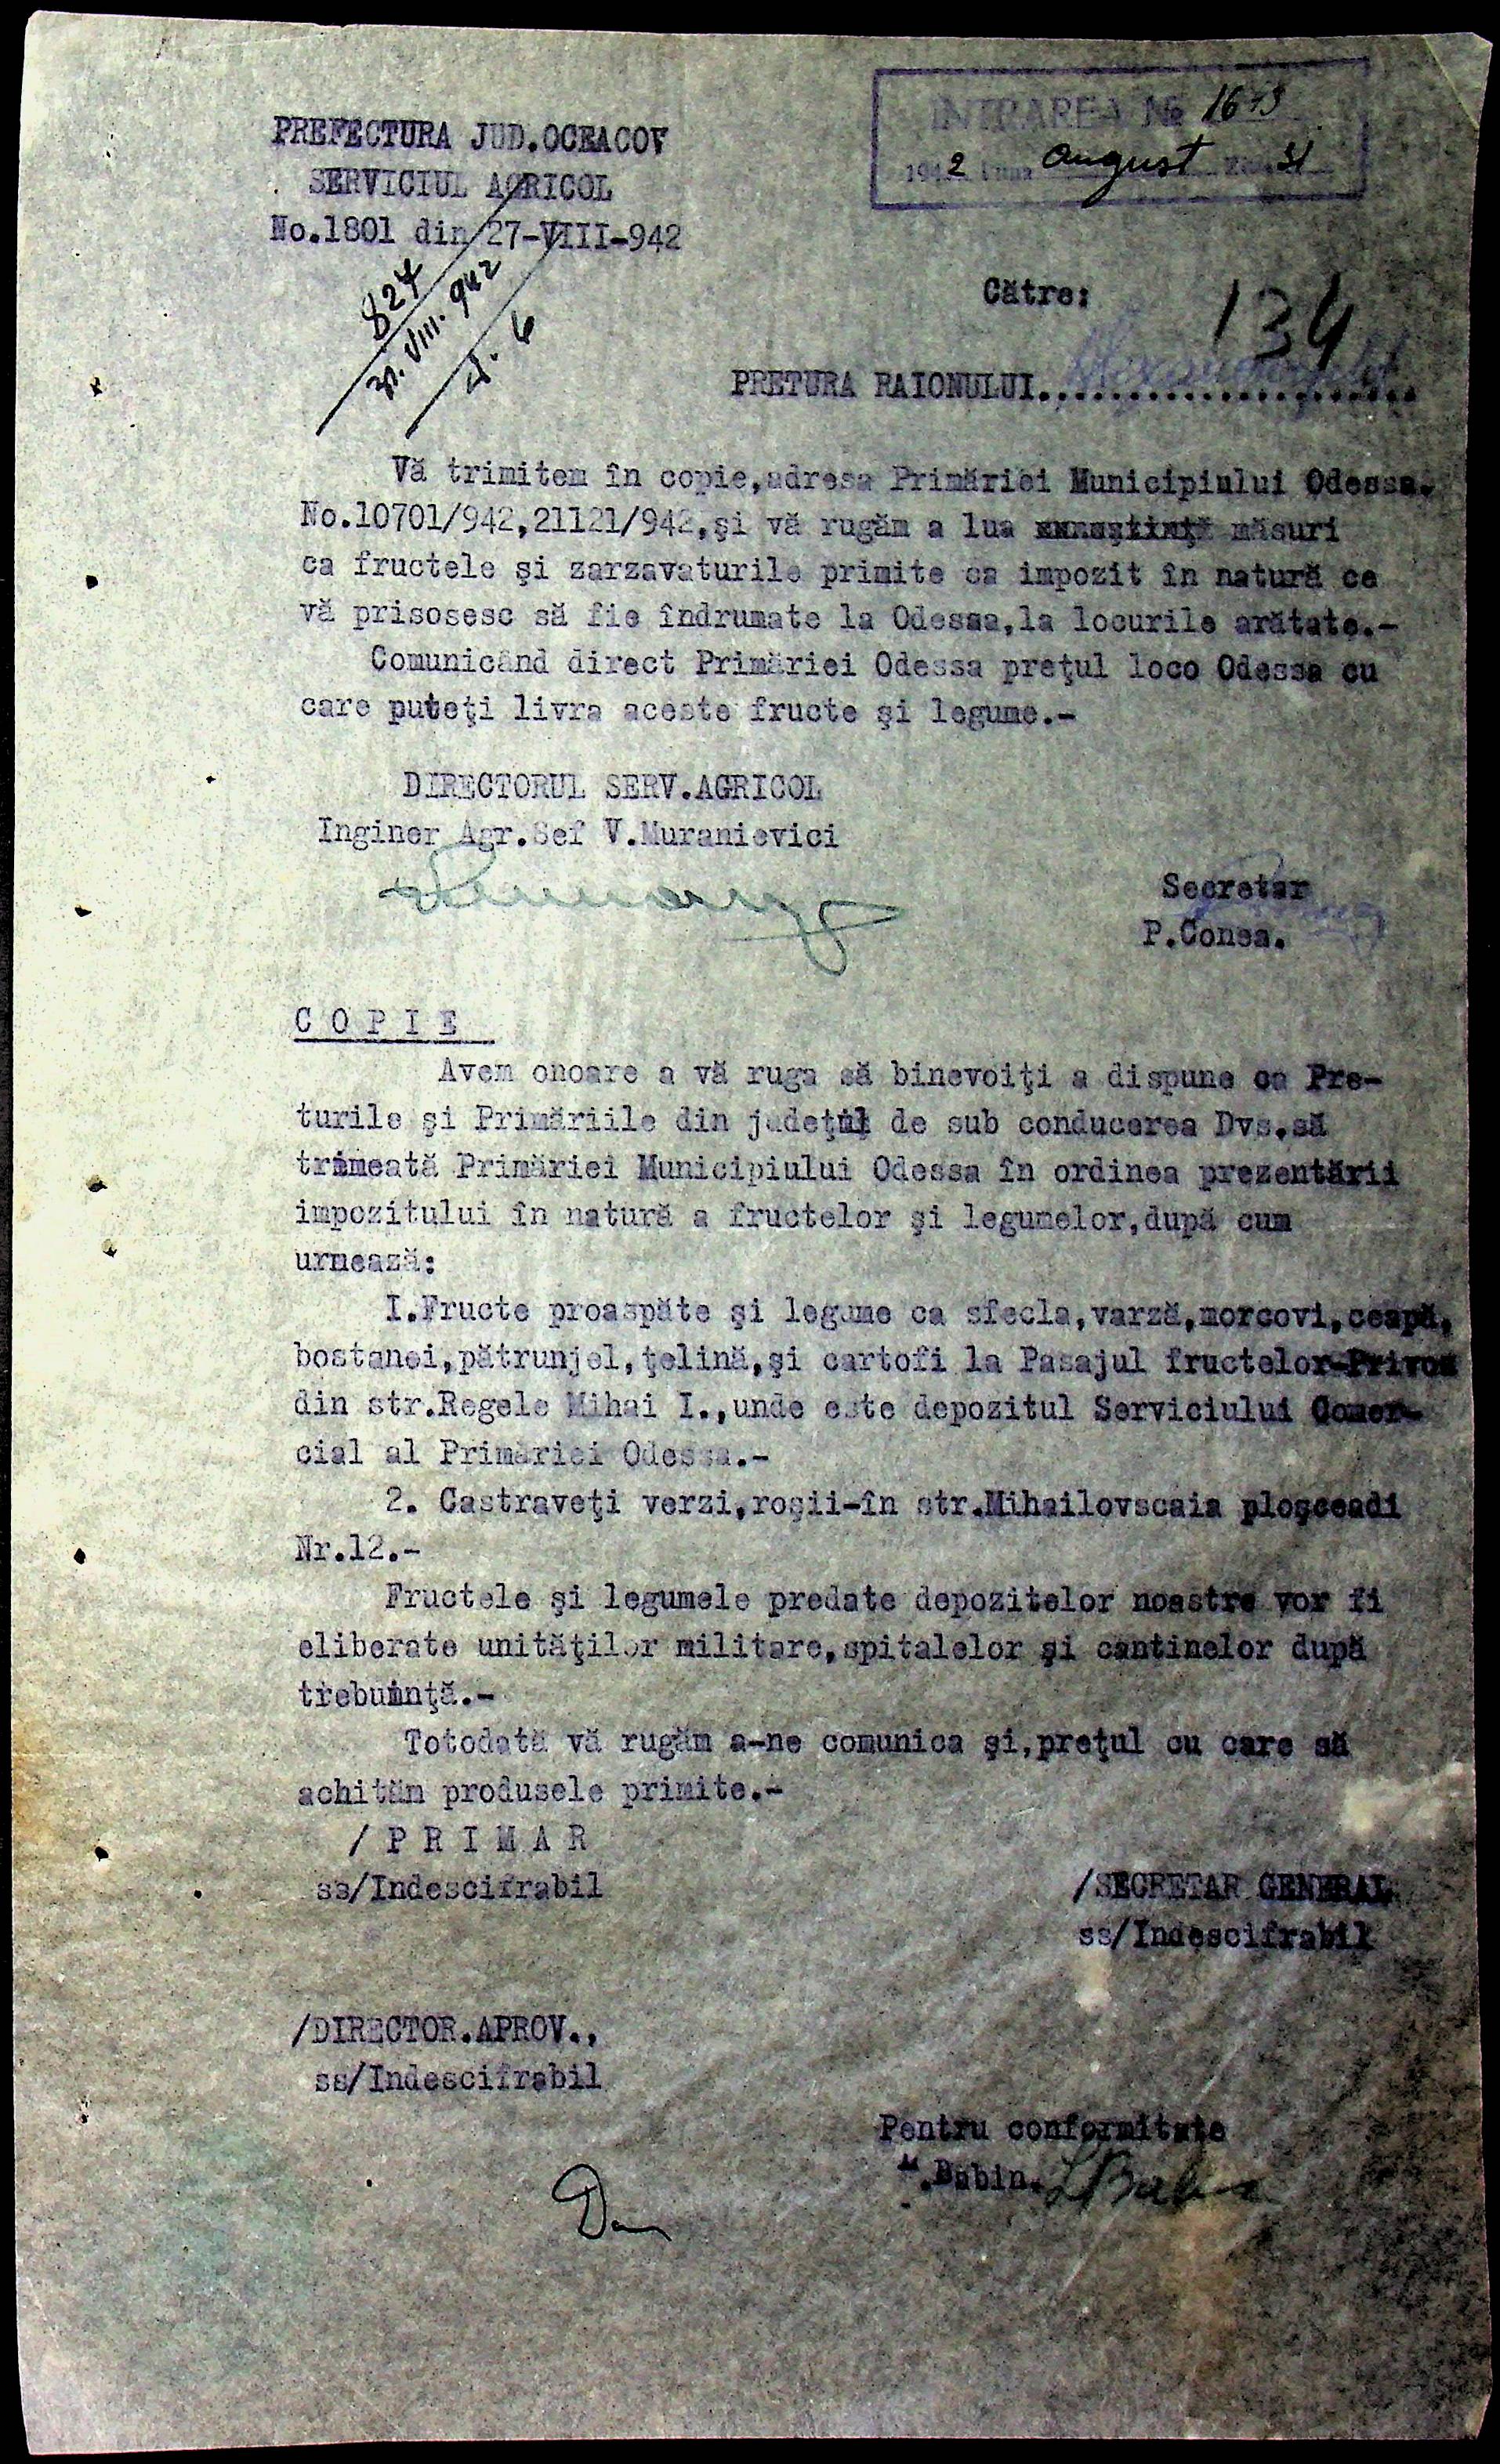 INTRAREA №
1942 Luna August Ziua 31
PREFECTURA JUD.OCEACOV
SERVICIUL AGRICOL
No.1801 din 27-VIII-942
827
31. VIII. 942
Către:
134
PRETURA RAIONULUI.....................
Vă trimitem în copie,adresa Primăriei Municipiului Odessa.
No.10701/942,21121/942,şi vă rugăm a lua măsuri
ca fructele şi zarzavaturile primite ca impozit în natură ce
vă prisosesc să fie îndrumate la Odessa,la locurile arătate.-
Comunicând direct Primăriei Odessa preţul loco Odessa cu
care puteţi livra aceste fructe şi legume.-
DIRECTORUL SERV.AGRICOL
Inginer Agr.Sef V.Muranievici
Secretar
P.Conea.
C O P I E
Avem onoare a vă ruga să binevoiţi a dispune ca Pre-
turile şi Primăriile din judeţul de sub conducerea Dvs.să
trimeată Primăriei Municipiului Odessa în ordinea prezentării
impozitului în natură a fructelor şi legumelor,după cum
urmează:
I.Fructe proaspăte şi legume ca sfecla,varză,morcovi,ceapă,
bostanei,pătrunjel,ţelină,şi cartofi la Pasajul fructelor-Privoz
din str.Regele Mihai I.,unde este depozitul Serviciului Comer-
cial al Primăriei Odessa.-
2. Castraveţi verzi,roşii-în str.Mihailovscaia ploşceadi
Nr.12.-
Fructele şi legumele predate depozitelor noastre vor fi
eliberate unităţilor militare,spitalelor şi cantinelor după
trebuinţă.-
Totodată vă rugăm a-ne comunica şi,preţul cu care să
achităm produsele primite.-
/ P R I M A R
ss/Indescifrabil
/SECRETAR GENERAL
ss/Indescifrabil
/DIRECTOR.APROV.,
ss/Indescifrabil
Pentru conformitate
.Babin.